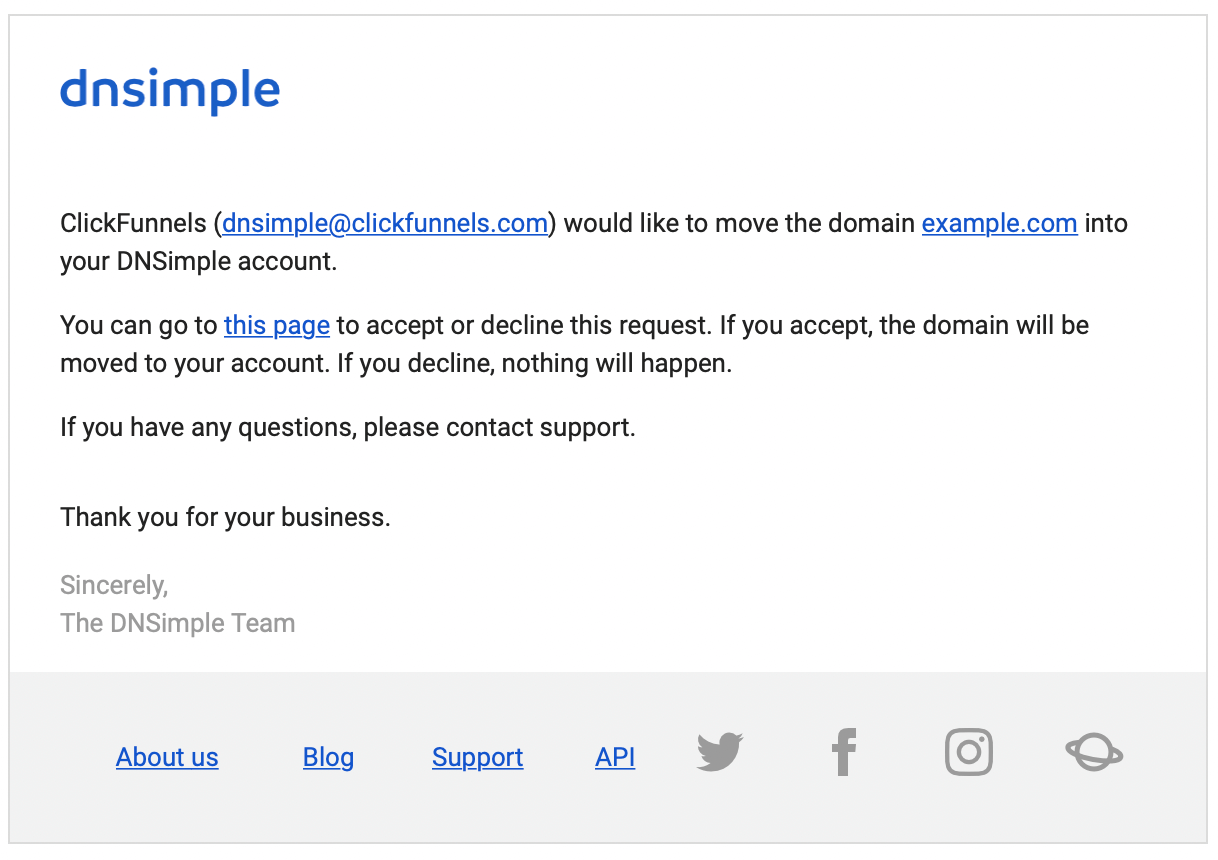 dnsimple
ClickFunnels (dnsimple@clickfunnels.com) would like to move the domain example.com into
your DNSimple account.
You can go to this page to accept or decline this request. If you accept, the domain will be
moved to your account. If you decline, nothing will happen.
If you have any questions, please contact support.
Thank you for your business.
Sincerely,
The DNSimple Team
About us Blog Support API